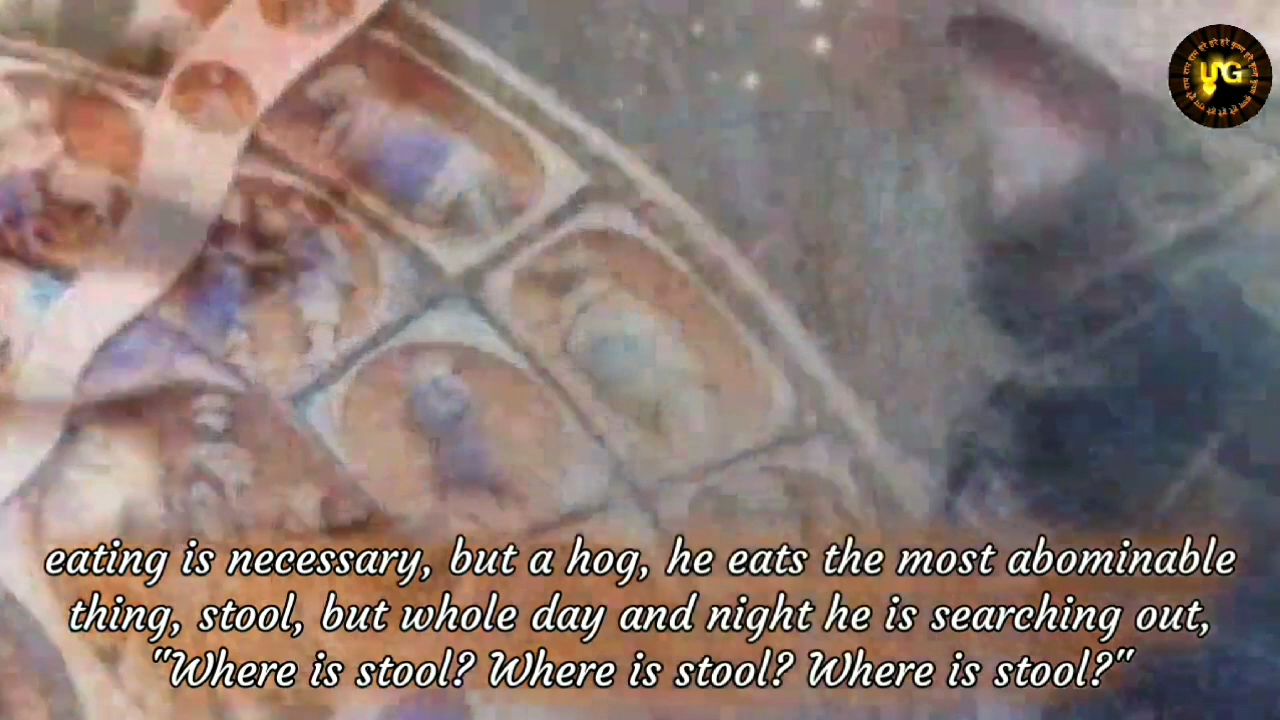 UG
eating is necessary, but a hog, he eats the most abominable
thing, stool, but whole day and night he is searching out,
"Where is stool? Where is stool? Where is stool?"